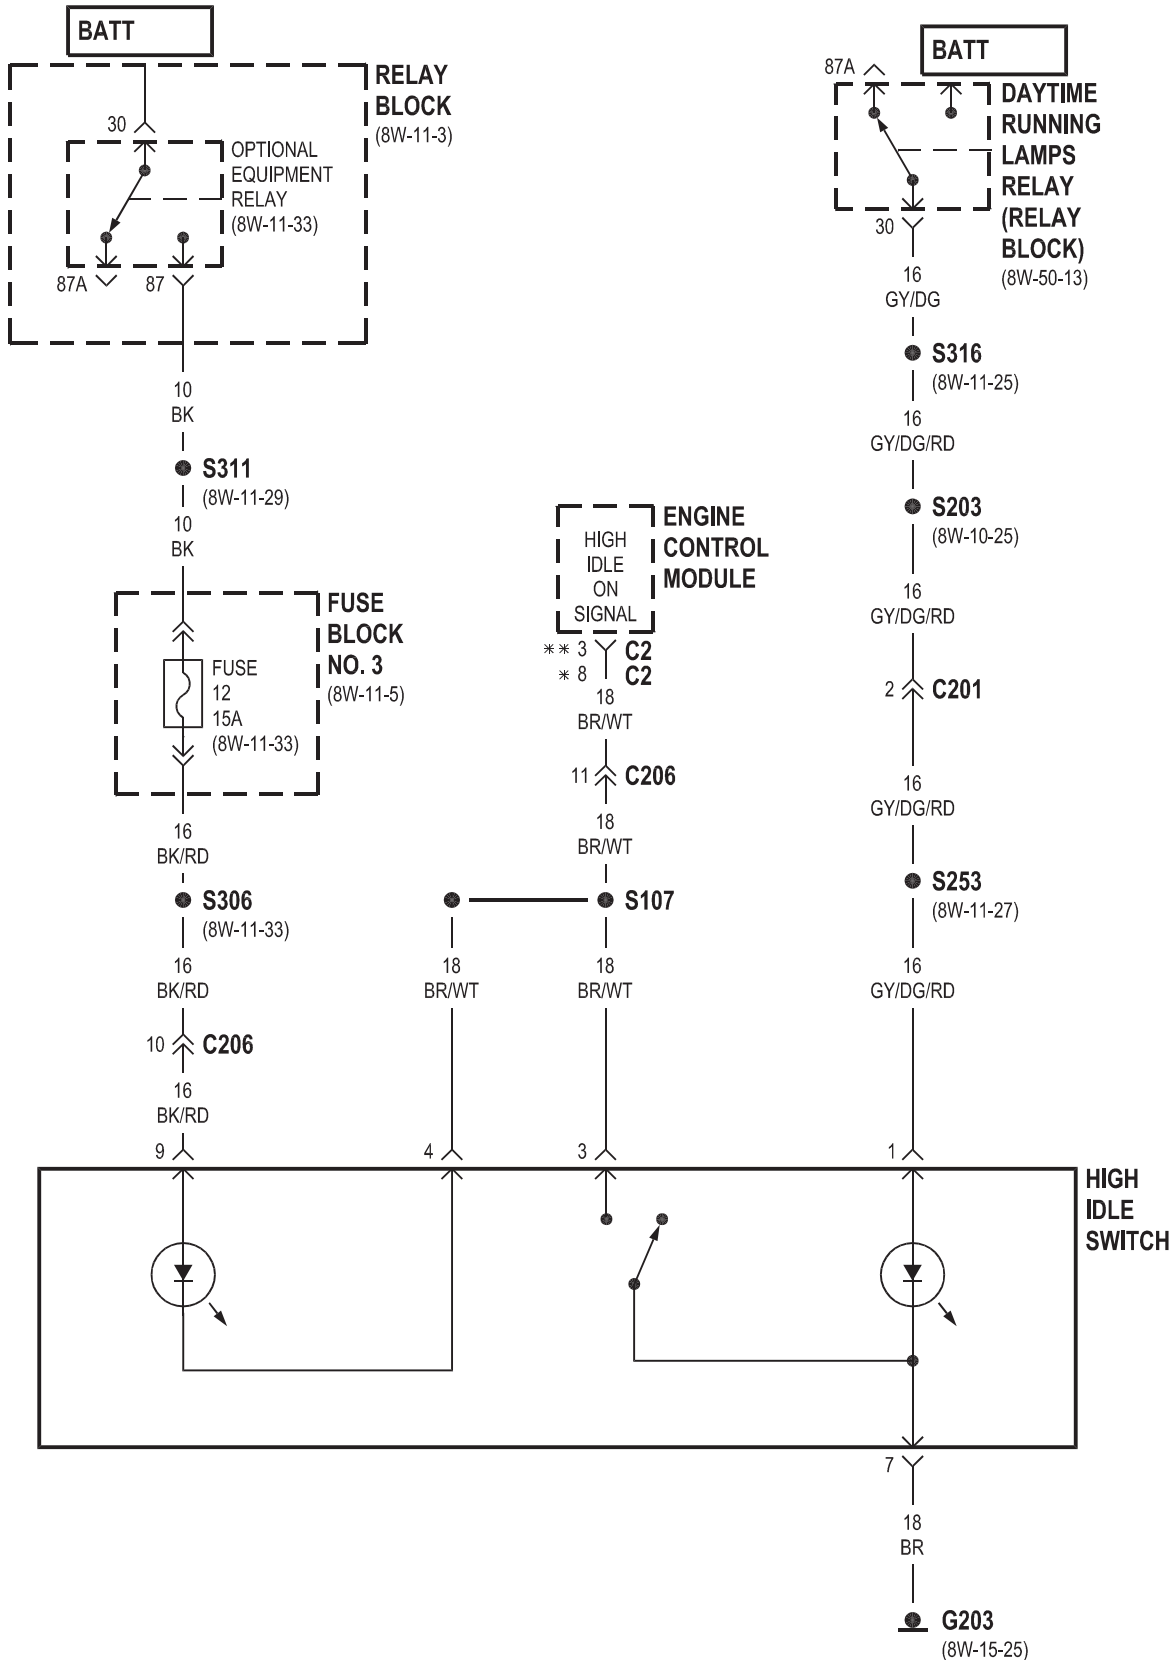 BATT
RELAY
BLOCK
(8W-11-3)
30
OPTIONAL
EQUIPMENT
RELAY
(8W-11-33)
87A
87
10
BK
S311
(8W-11-29)
10
BK
FUSE
BLOCK
NO. 3
(8W-11-5)
FUSE
12
15A
(8W-11-33)
16
BK/RD
S306
(8W-11-33)
16
BK/RD
10
C206
16
BK/RD
9
ENGINE
CONTROL
MODULE
HIGH
IDLE
ON
SIGNAL
** 3 C2
* 8 C2
18
BR/WT
11
C206
18
BR/WT
S107
18
BR/WT
18
BR/WT
4
3
BATT
87A
DAYTIME
RUNNING
LAMPS
RELAY
(RELAY
BLOCK)
(8W-50-13)
30
16
GY/DG
S316
(8W-11-25)
16
GY/DG/RD
S203
(8W-10-25)
16
GY/DG/RD
2
C201
16
GY/DG/RD
S253
(8W-11-27)
16
GY/DG/RD
1
HIGH
IDLE
SWITCH
7
18
BR
G203
(8W-15-25)